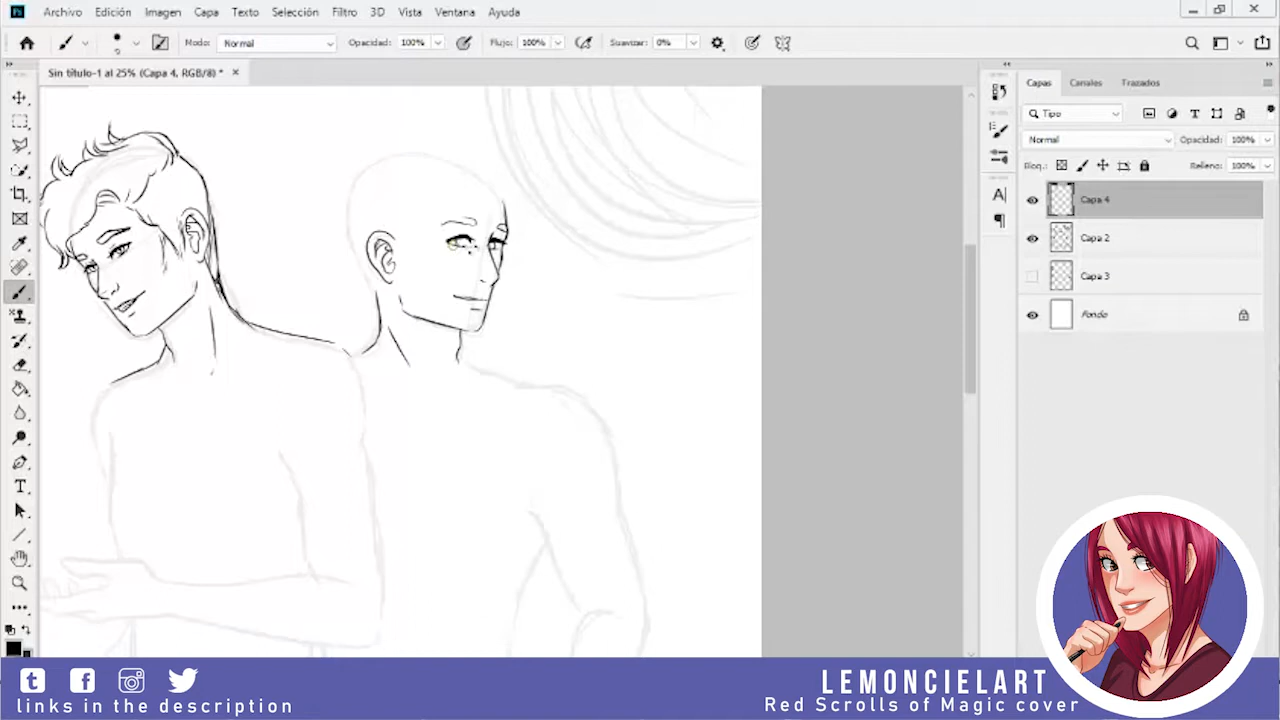 Archivo Edición Imagen Capa Texto Selección Filtro 3D Vista Ventana Ayuda
Modo: Normal Opacidad: 100% Flujo: 100% Suavizar: 0%
Sin título-1 al 25% (Capa 4, RGB/8) *
Capas Canales Trazados
Tipo
Normal Opacidad: 100%
Bloq.: Relleno: 100%
Capa 4
Capa 2
Capa 3
Fondo
links in the description
LEMONCIELART
Red Scrolls of Magic cover